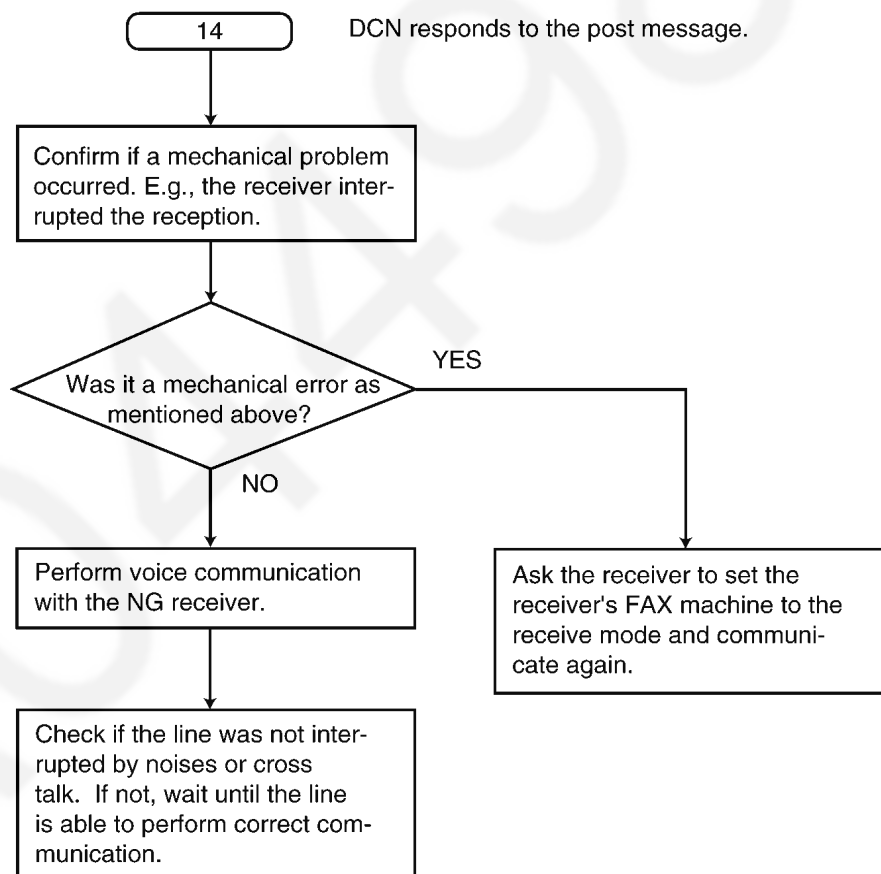 14
DCN responds to the post message.
Confirm if a mechanical problem
occurred. E.g., the receiver inter-
rupted the reception.
Was it a mechanical error as
mentioned above?
YES
NO
Perform voice communication
with the NG receiver.
Ask the receiver to set the
receiver's FAX machine to the
receive mode and communi-
cate again.
Check if the line was not inter-
rupted by noises or cross
talk.  If not, wait until the line
is able to perform correct com-
munication.